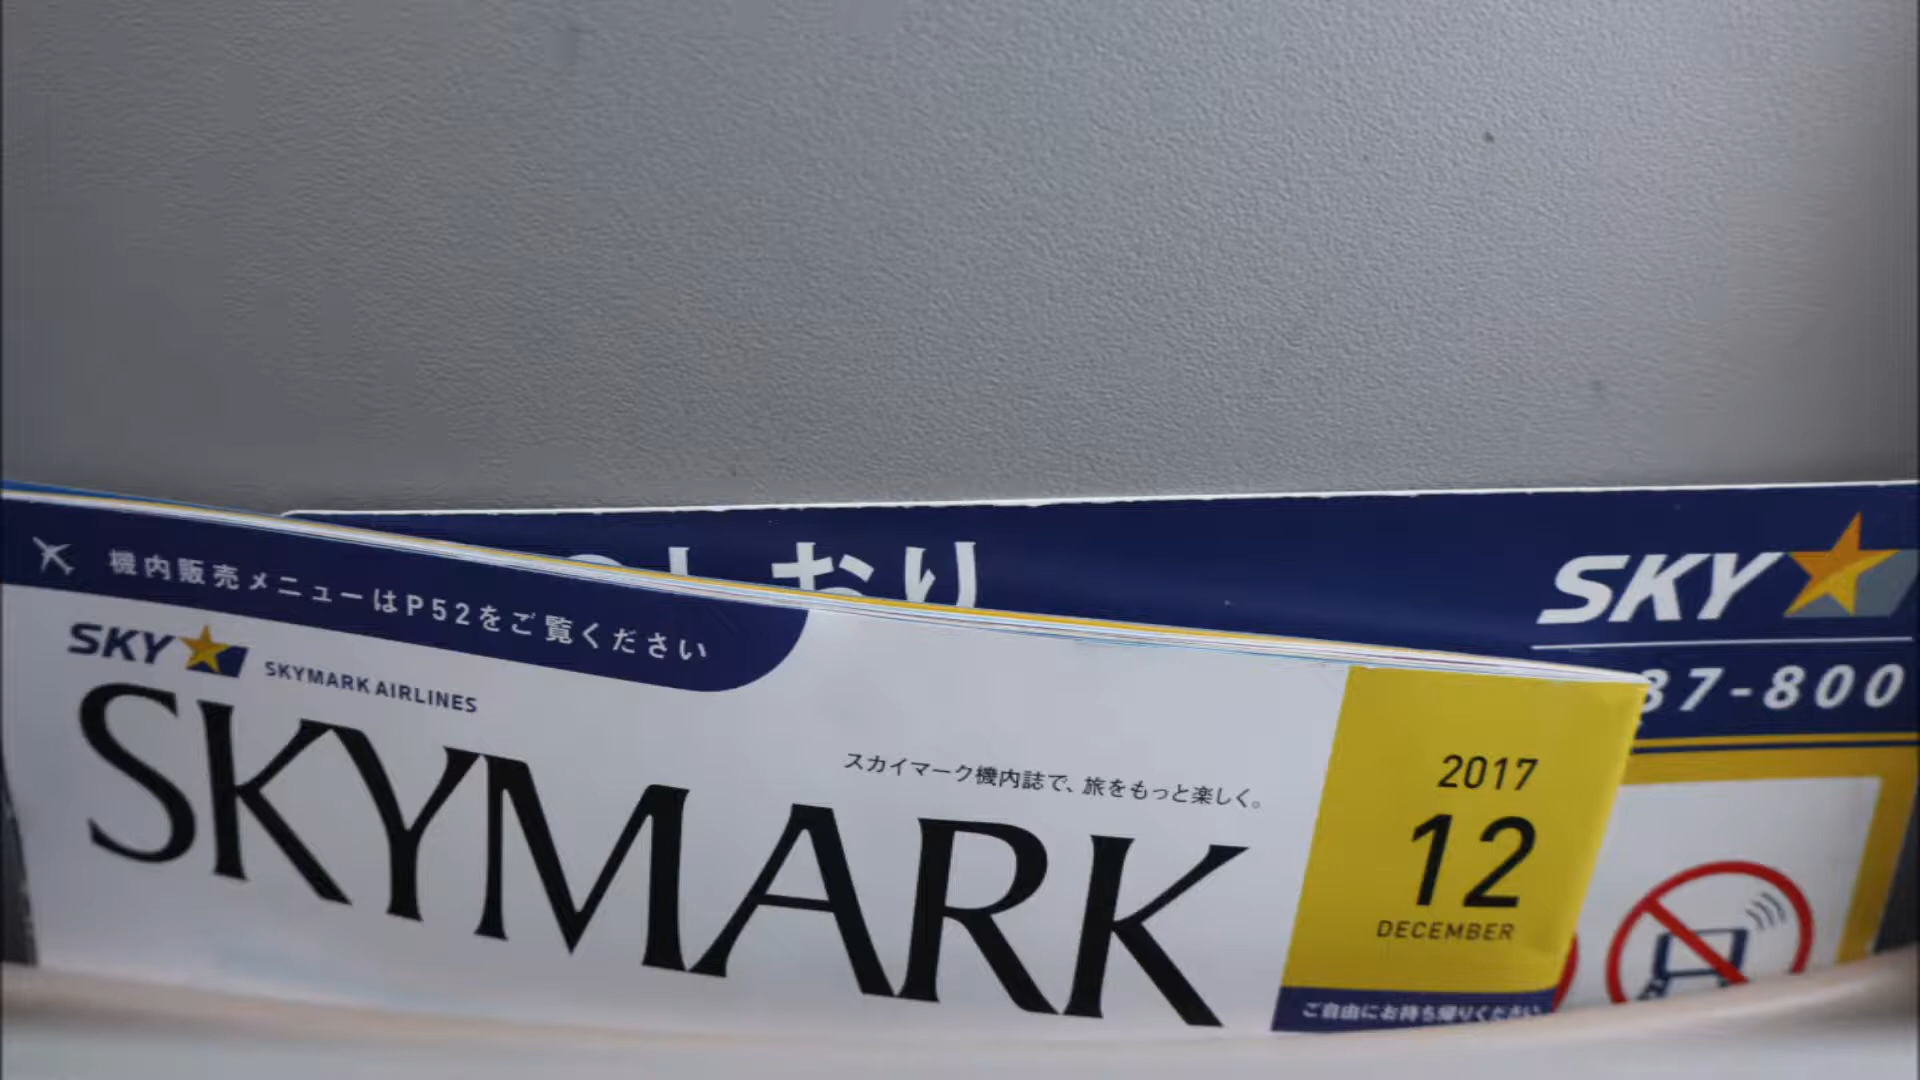 しおり
SKY
37-800
機内販売メニューはP52をご覧ください
SKY
SKYMARK AIRLINES
SKYMARK
スカイマーク機内誌で、旅をもっと楽しく。
2017
12
DECEMBER
ご自由にお持ち帰りください